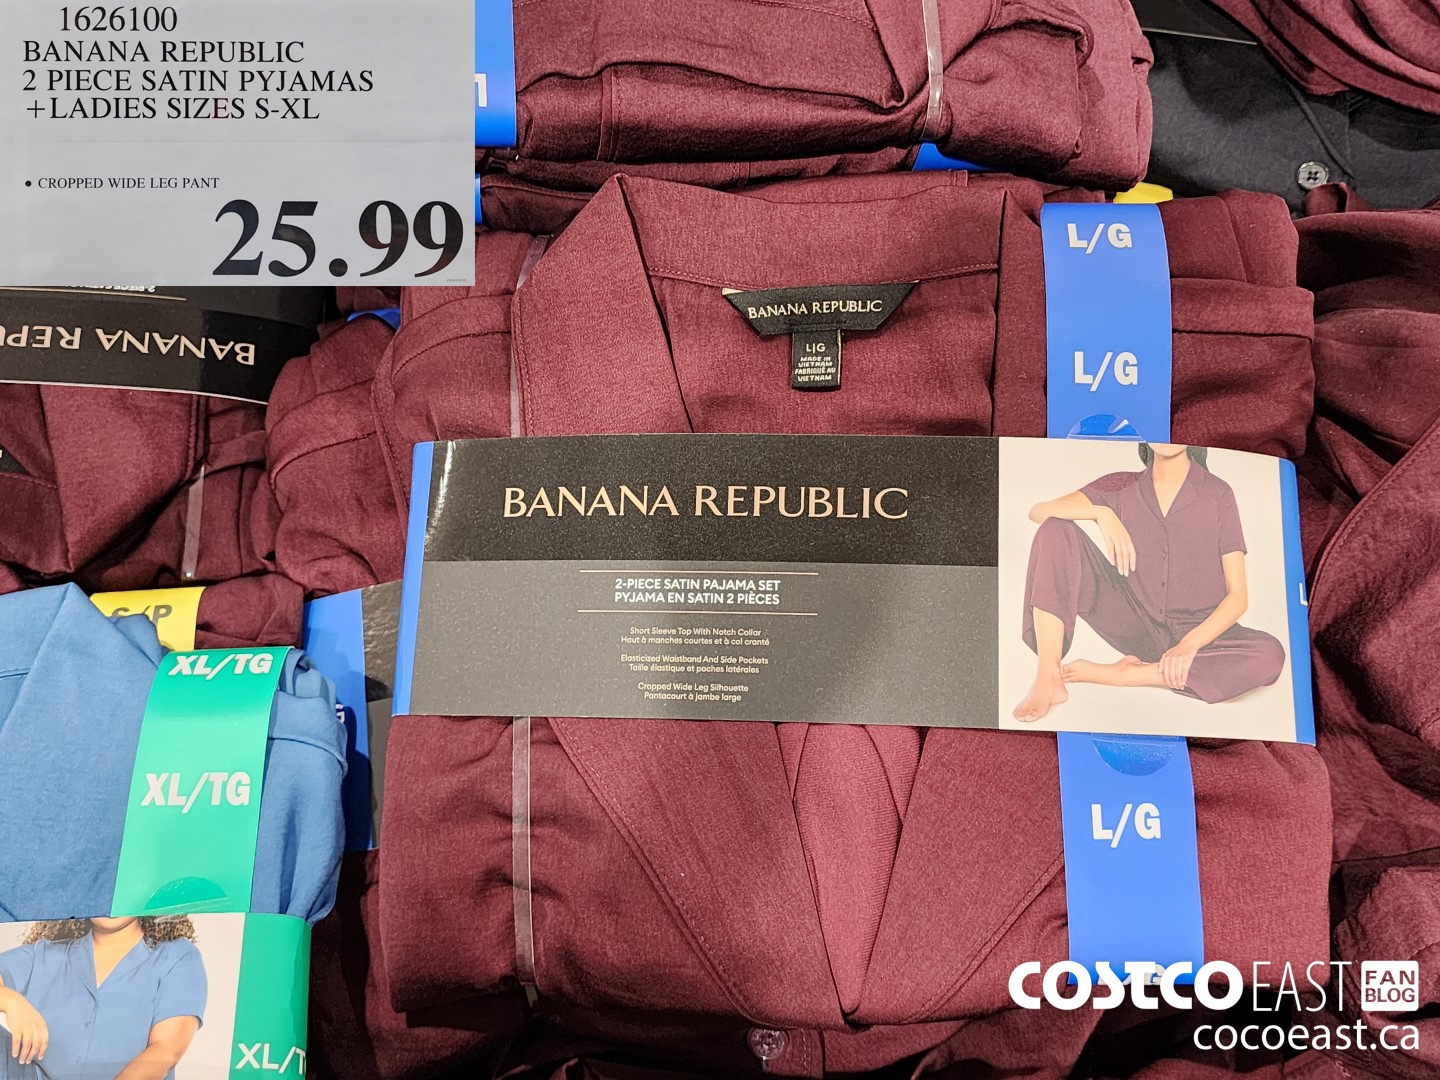 1626100
BANANA REPUBLIC
2 PIECE SATIN PYJAMAS
+LADIES SIZES S-XL
• CROPPED WIDE LEG PANT
25.99
BANANA REPUBLIC
L|G
MADE IN
VIETNAM
FABRIQUÉ AU
VIETNAM
L/G
L/G
BANANA REPU
BANANA REPUBLIC
2-PIECE SATIN PAJAMA SET
PYJAMA EN SATIN 2 PIÈCES
Short Sleeve Top With Notch Collar
Haut à manches courtes et à col cranté
Elasticized Waistband And Side Pockets
Taille élastique et poches latérales
Cropped Wide Leg Silhouette
Pantacourt à jambe large
S/P
XL/TG
XL/TG
L/G
XL/T
COSTCO EAST FAN BLOG
cocoeast.ca